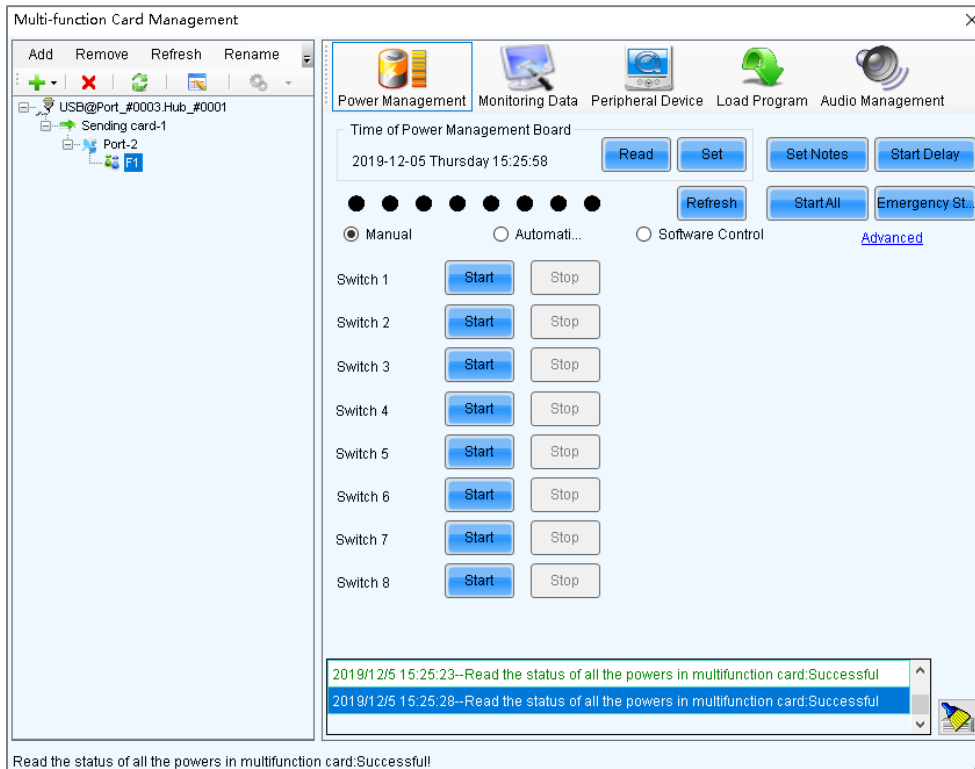 Multi-function Card Management
Add Remove Refresh Rename
USB@Port_#0003.Hub_#0001
Sending card-1
Port-2
F1
Power Management Monitoring Data Peripheral Device Load Program Audio Management
Time of Power Management Board
2019-12-05 Thursday 15:25:58 Read Set Set Notes Start Delay
Refresh Start All Emergency St...
Manual Automati... Software Control Advanced
Switch 1 Start Stop
Switch 2 Start Stop
Switch 3 Start Stop
Switch 4 Start Stop
Switch 5 Start Stop
Switch 6 Start Stop
Switch 7 Start Stop
Switch 8 Start Stop
2019/12/5 15:25:23--Read the status of all the powers in multifunction card:Successful
2019/12/5 15:25:28--Read the status of all the powers in multifunction card:Successful
Read the status of all the powers in multifunction card:Successful!